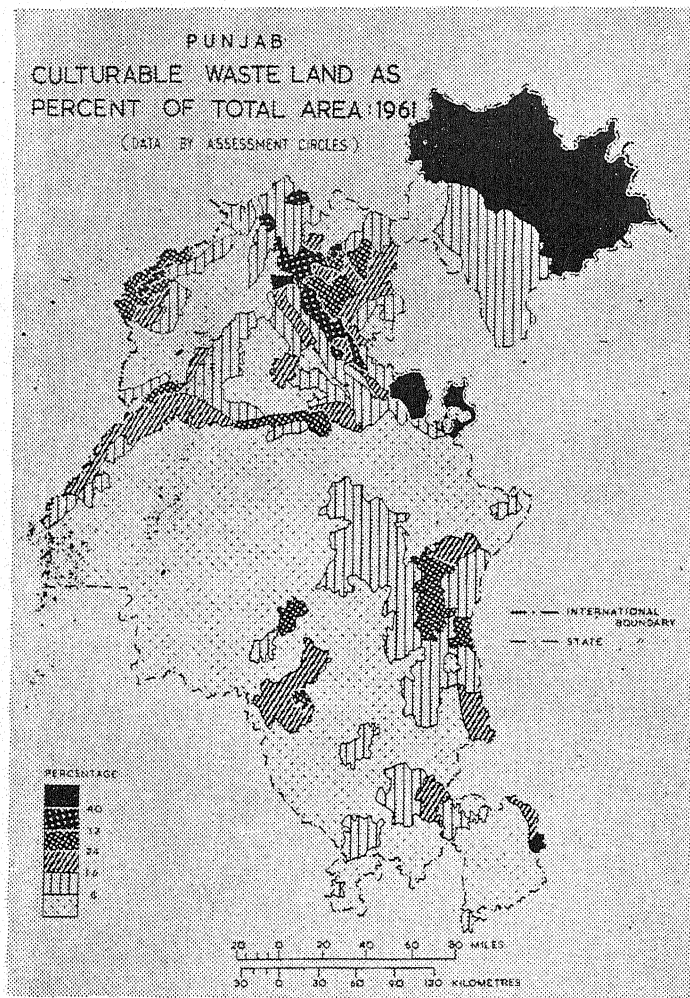 PUNJAB
CULTURABLE WASTE LAND AS
PERCENT OF TOTAL AREA : 1961
(DATA BY ASSESSMENT CIRCLES)
INTERNATIONAL
BOUNDARY
STATE "
PERCENTAGE
40
32
24
16
8
20 0 20 40 60 80 MILES
30 0 30 60 90 120 KILOMETRES